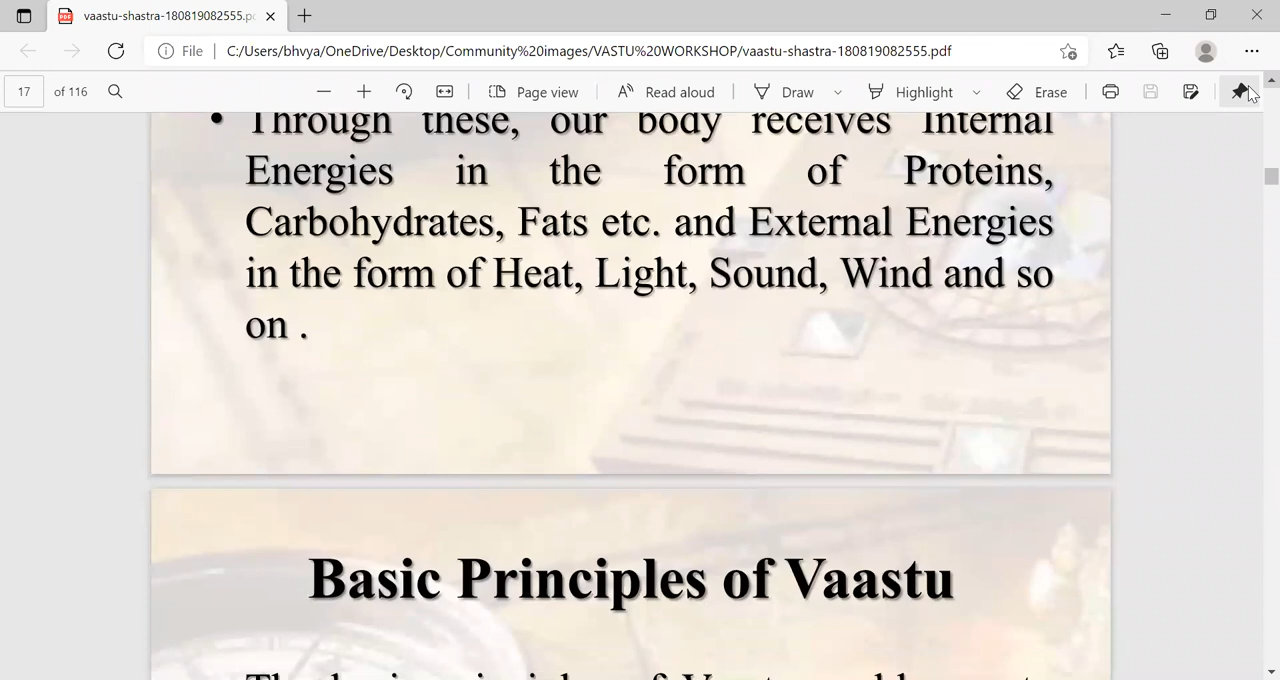 vaastu-shastra-180819082555.pd
File
C:/Users/bhvya/OneDrive/Desktop/Community%20images/VASTU%20WORKSHOP/vaastu-shastra-180819082555.pdf
17 of 116 Page view Read aloud Draw Highlight Erase
• Through these, our body receives Internal
Energies in the form of Proteins,
Carbohydrates, Fats etc. and External Energies
in the form of Heat, Light, Sound, Wind and so
on .
Basic Principles of Vaastu